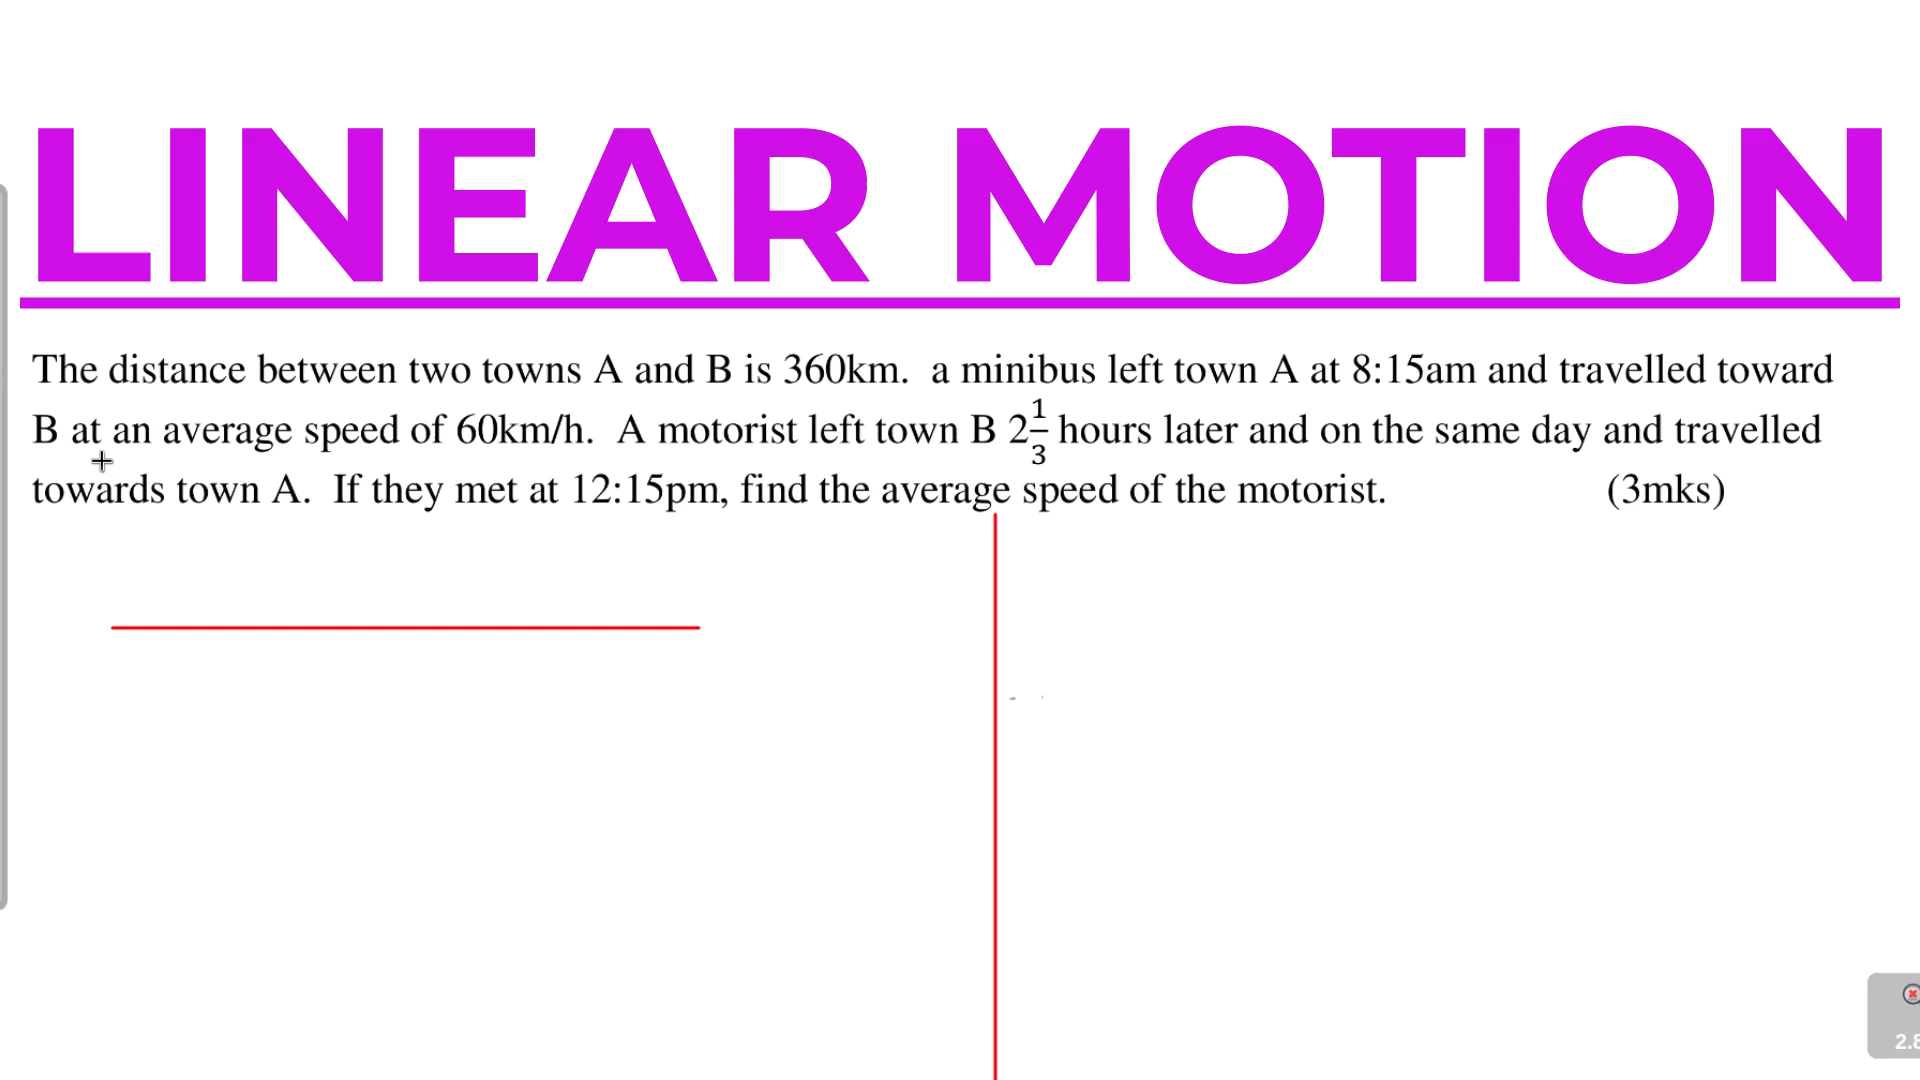 LINEAR MOTION
The distance between two towns A and B is 360km. a minibus left town A at 8:15am and travelled toward
B at an average speed of 60km/h. A motorist left town B 2 1/3 hours later and on the same day and travelled
towards town A. If they met at 12:15pm, find the average speed of the motorist. (3mks)